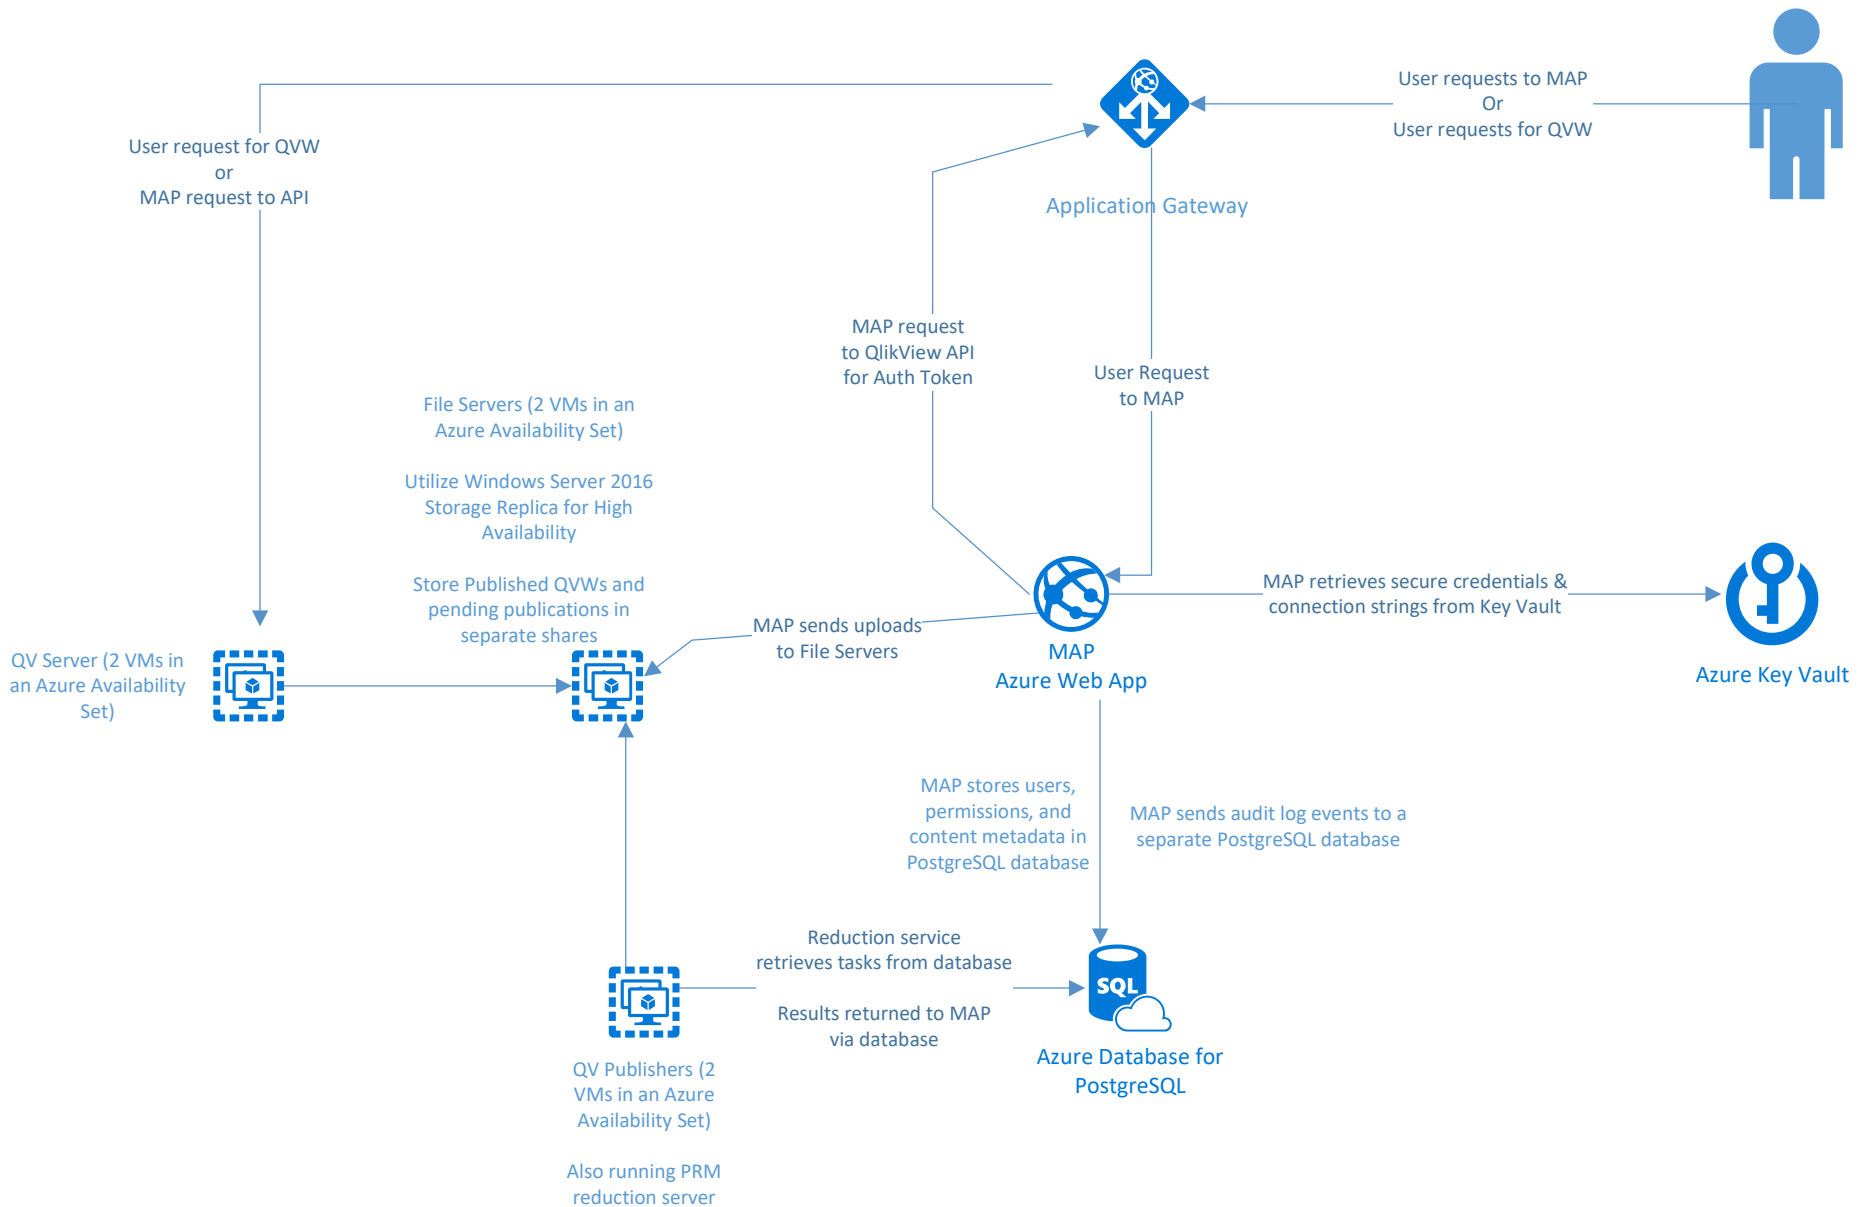 User requests to MAP
Or
User requests for QVW
User request for QVW
or
MAP request to API
Application Gateway
MAP request
to QlikView API
for Auth Token
User Request
to MAP
File Servers (2 VMs in an
Azure Availability Set)
Utilize Windows Server 2016
Storage Replica for High
Availability
Store Published QVWs and
pending publications in
separate shares
MAP retrieves secure credentials &
connection strings from Key Vault
MAP sends uploads
to File Servers
QV Server (2 VMs in
an Azure Availability
Set)
MAP
Azure Web App
Azure Key Vault
MAP stores users,
permissions, and
content metadata in
PostgreSQL database
MAP sends audit log events to a
separate PostgreSQL database
Reduction service
retrieves tasks from database
Results returned to MAP
via database
SQL
Azure Database for
PostgreSQL
QV Publishers (2
VMs in an Azure
Availability Set)
Also running PRM
reduction server